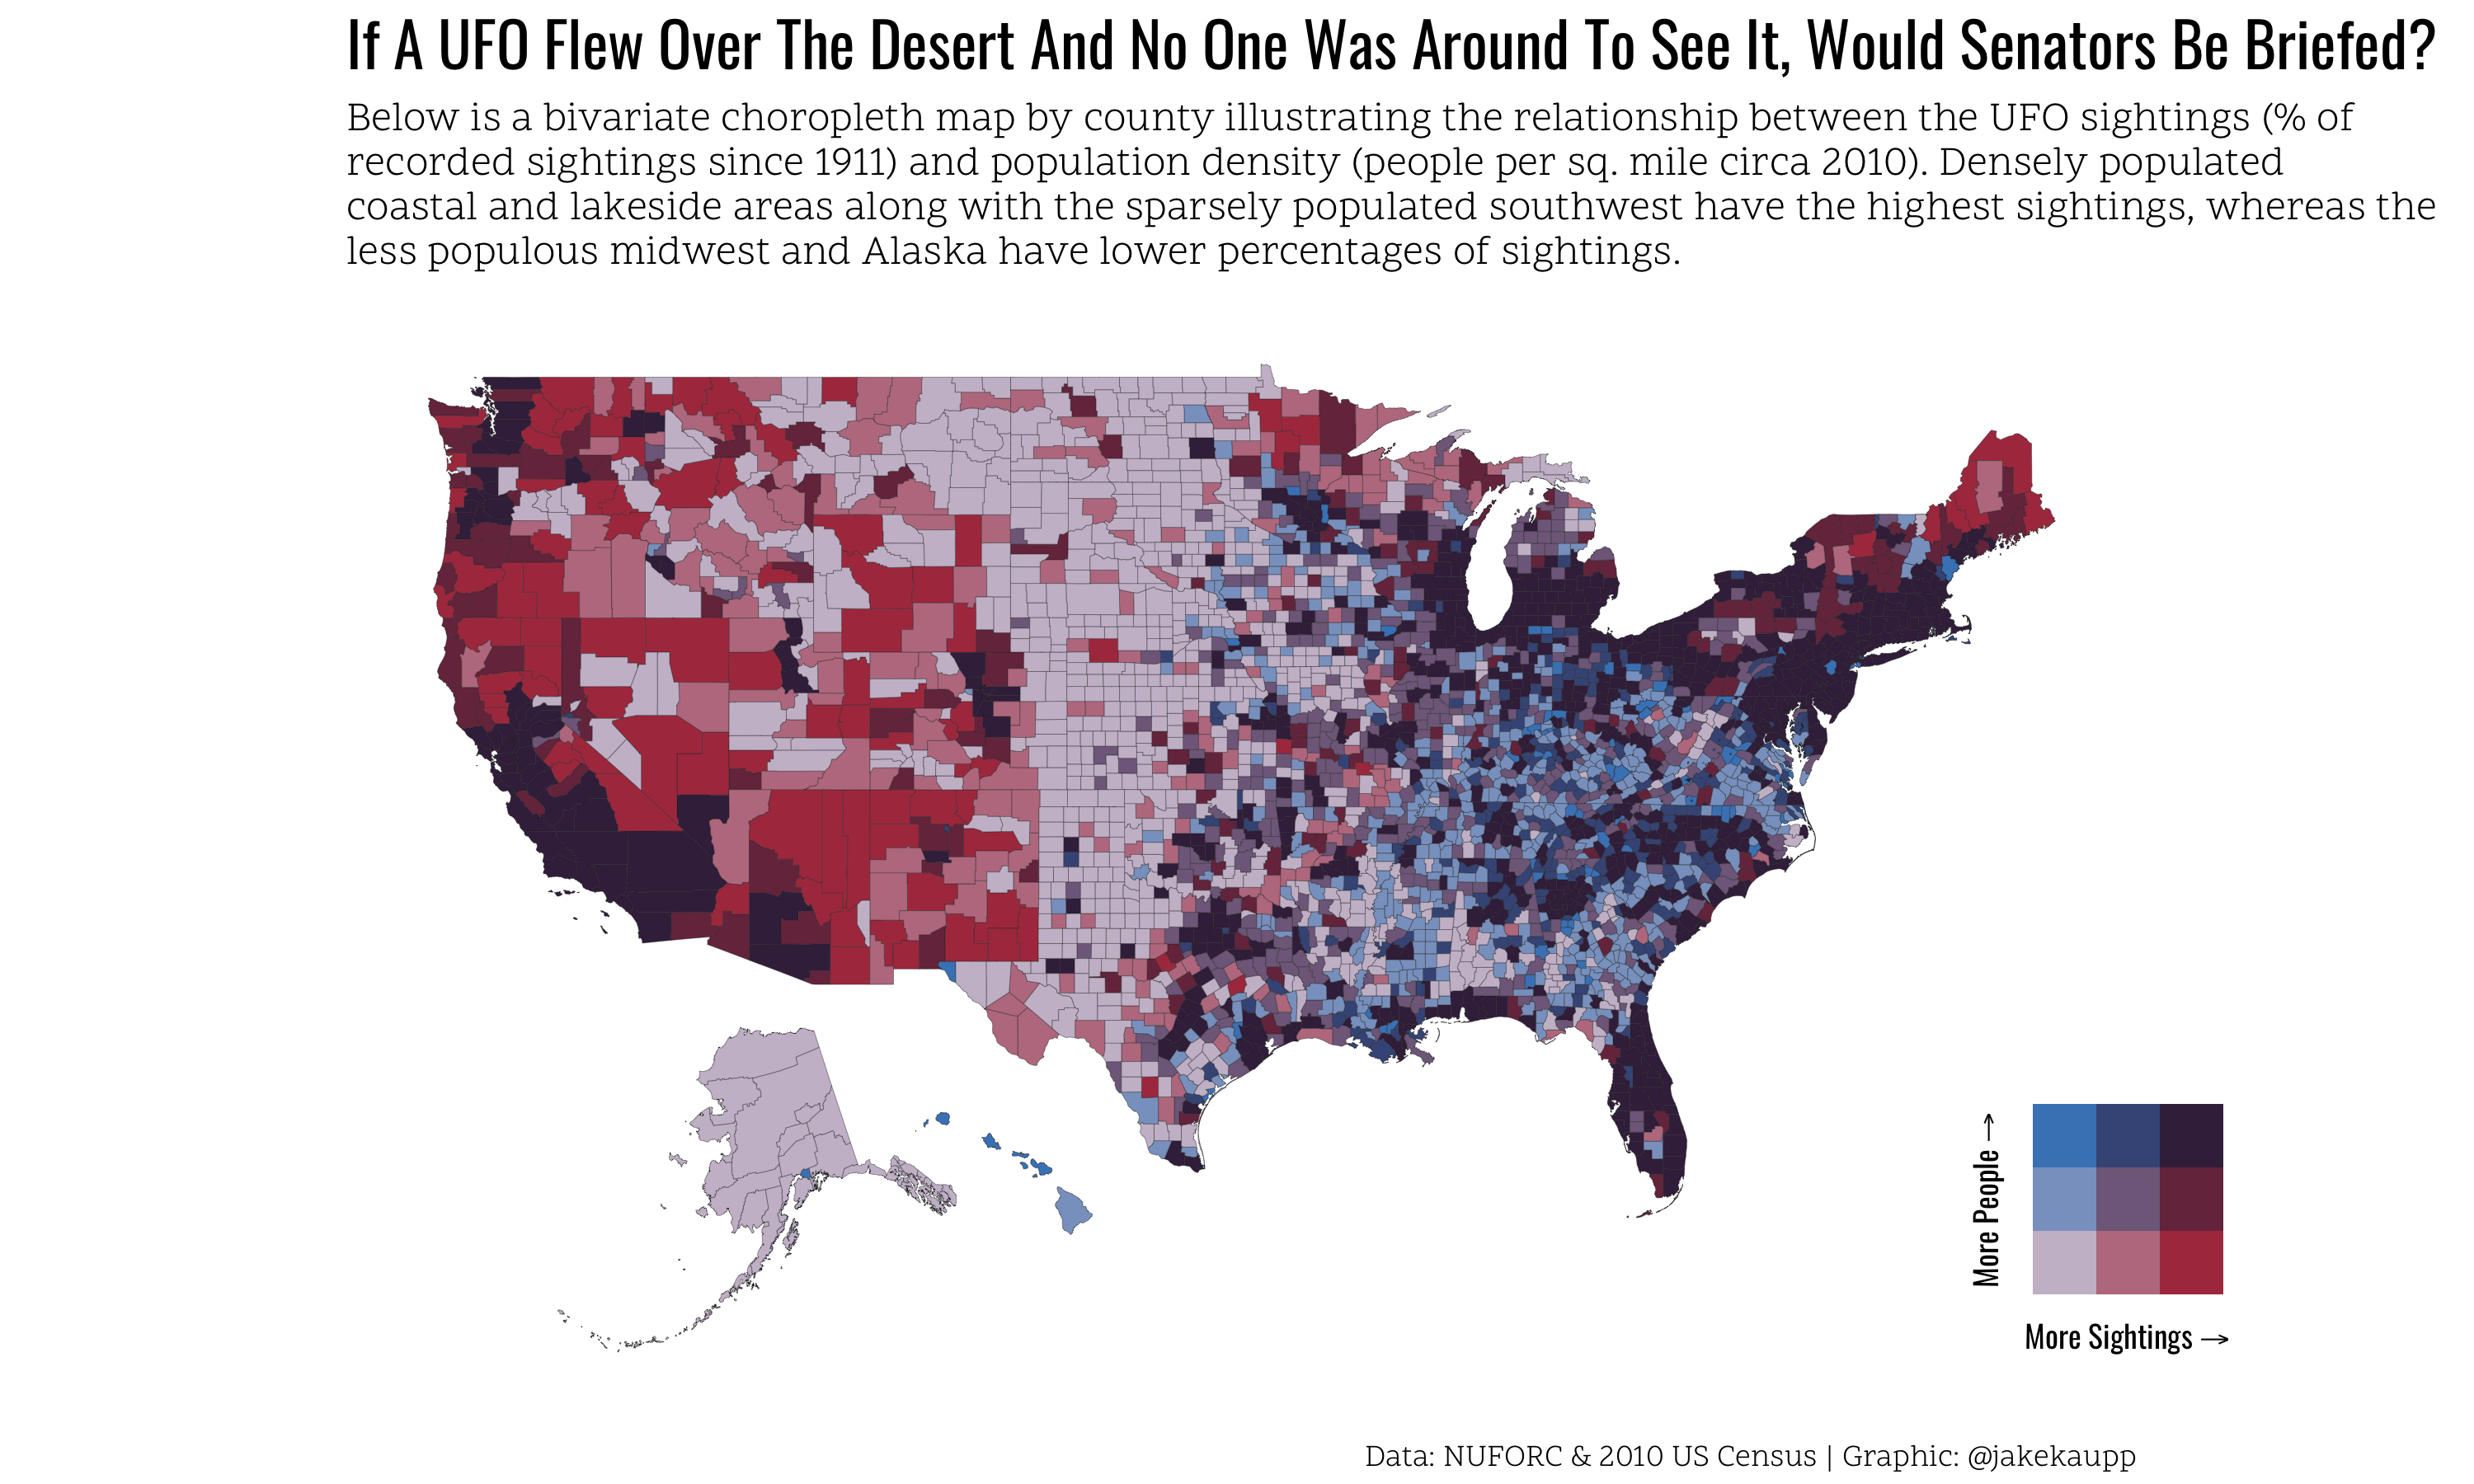 If A UFO Flew Over The Desert And No One Was Around To See It, Would Senators Be Briefed?
Below is a bivariate choropleth map by county illustrating the relationship between the UFO sightings (% of
recorded sightings since 1911) and population density (people per sq. mile circa 2010). Densely populated
coastal and lakeside areas along with the sparsely populated southwest have the highest sightings, whereas the
less populous midwest and Alaska have lower percentages of sightings.
More People →
More Sightings →
Data: NUFORC & 2010 US Census | Graphic: @jakekaupp